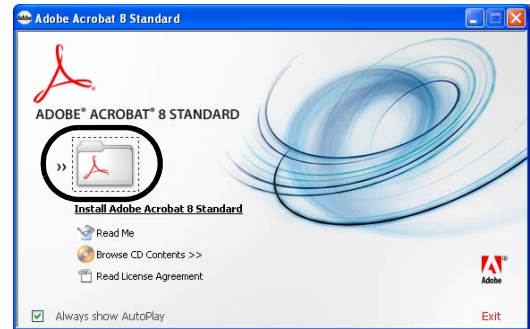 Adobe Adobe Acrobat 8 Standard
ADOBE® ACROBAT® 8 STANDARD
››
Install Adobe Acrobat 8 Standard
Read Me
Browse CD Contents >>
Read License Agreement
Adobe
Always show AutoPlay
Exit